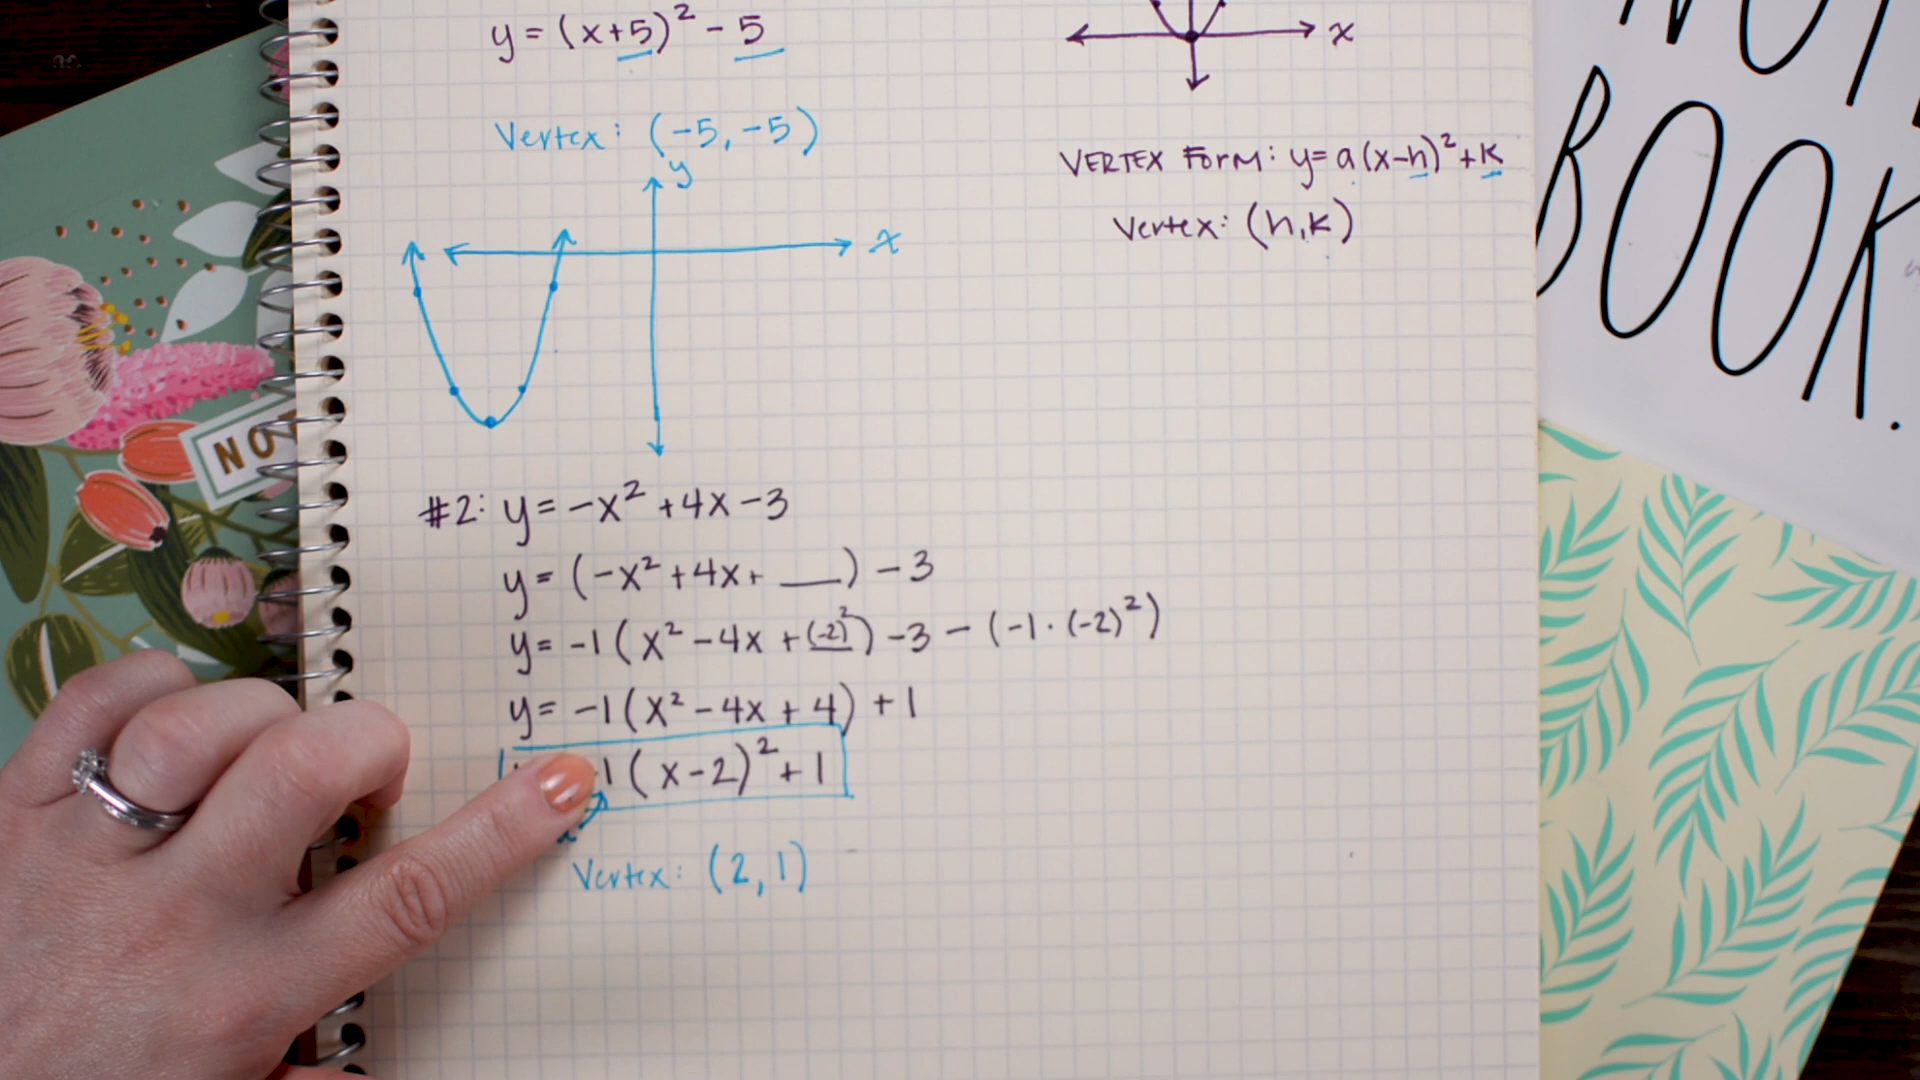 y = (x+5)² - 5
Vertex: (-5, -5)
y
x
x
VERTEX FORM: y= a(x-h)²+k
Vertex: (h,k)
#2: y = -x² +4x -3
y = (-x² +4x+ __) -3
y= -1(x² -4x +(-2)²) -3 - (-1·(-2)²)
y= -1(x² -4x + 4) +1
1(x-2)²+1
Vertex: (2,1)
BOOK.